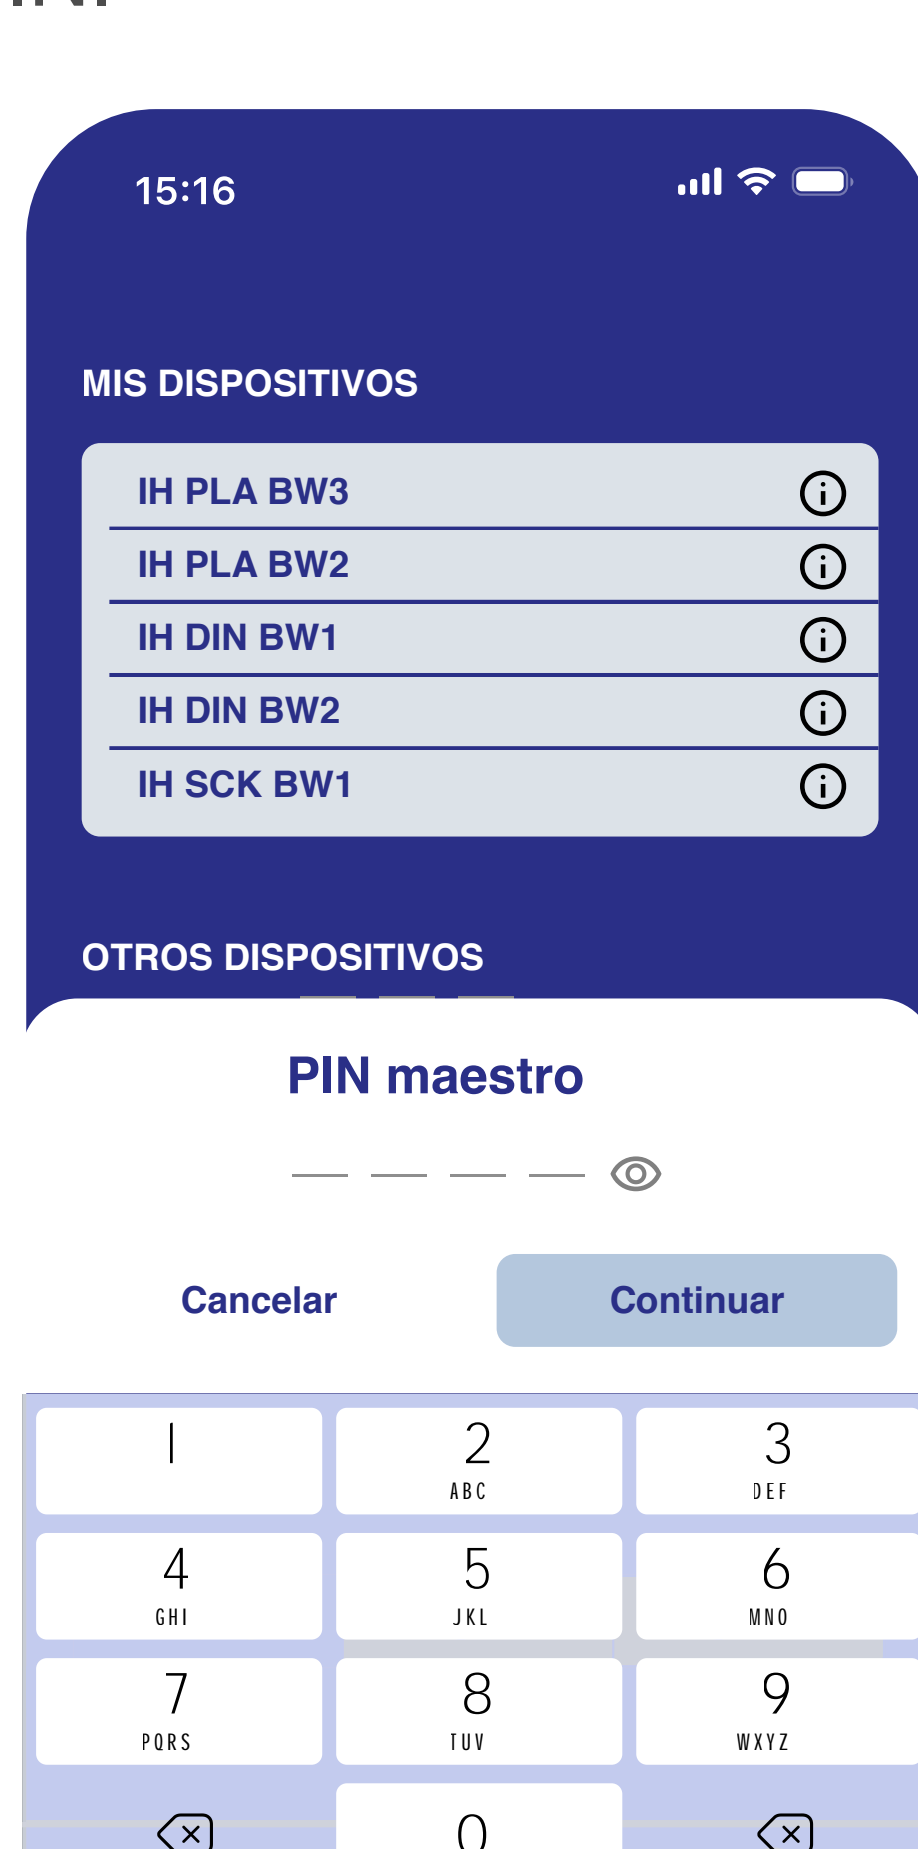 15:16
MIS DISPOSITIVOS
IH PLA BW3
IH PLA BW2
IH DIN BW1
IH DIN BW2
IH SCK BW1
OTROS DISPOSITIVOS
PIN maestro
Cancelar Continuar
1 2 3
ABC DEF
4 5 6
GHI JKL MNO
7 8 9
PQRS TUV WXYZ
0